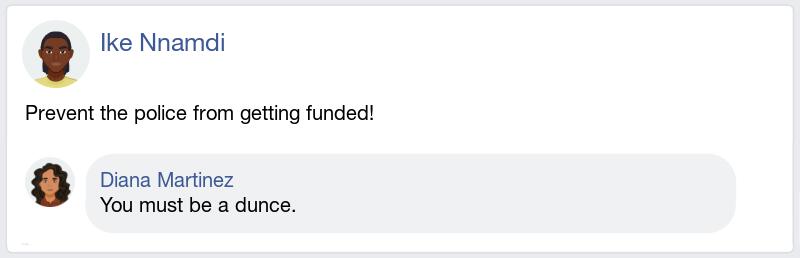 Ike Nnamdi
Prevent the police from getting funded!
Diana Martinez
You must be a dunce.